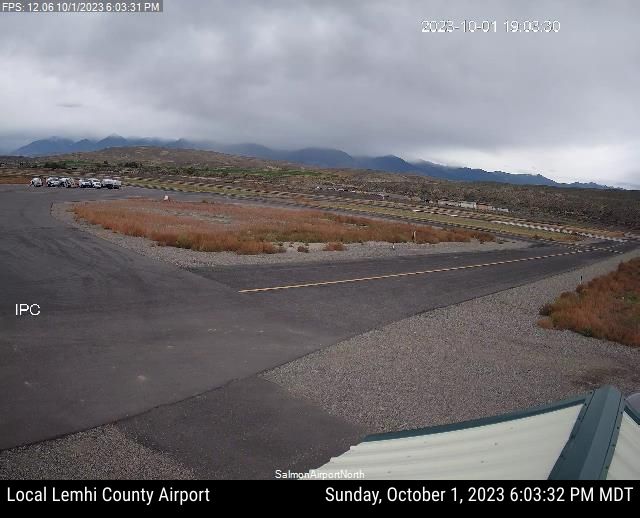 FPS: 12.06 10/1/2023 6:03:31 PM
2023-10-01 19:03:30
IPC
SalmonAirportNorth
Local Lemhi County Airport
Sunday, October 1, 2023 6:03:32 PM MDT